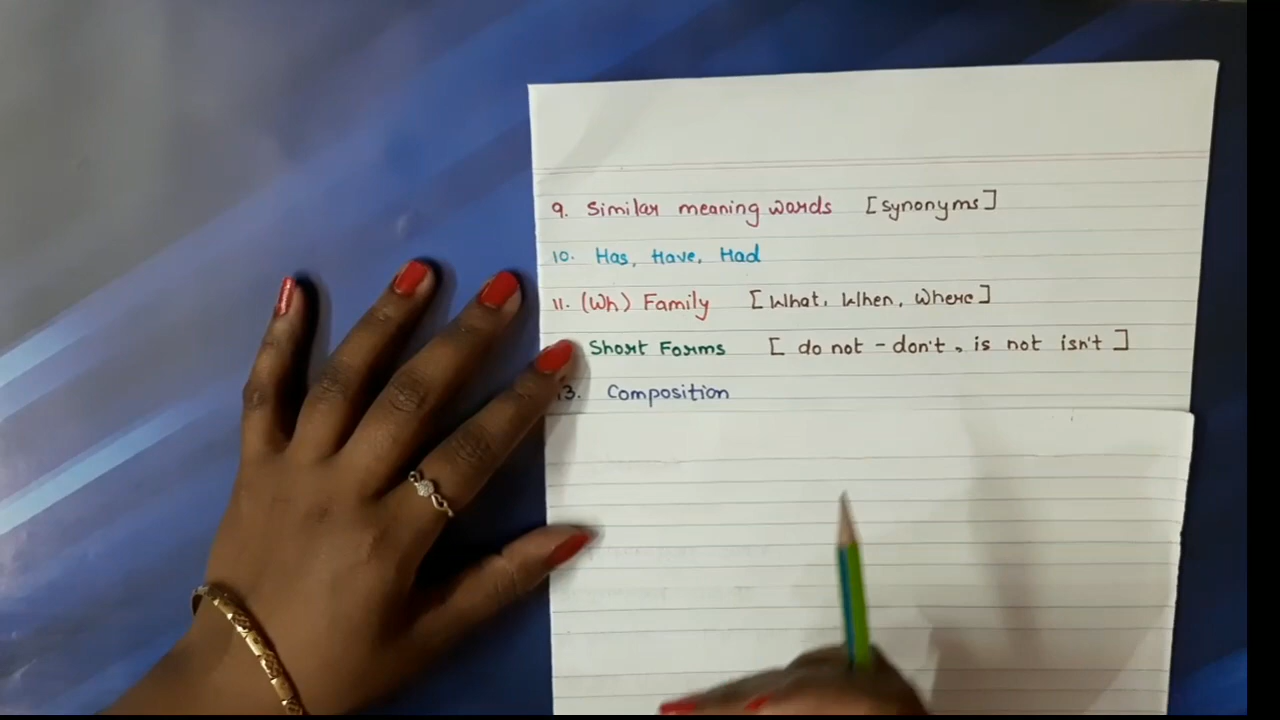 9. Similar meaning words [synonyms]
10. Has, Have, Had
11. (Wh) Family [What, When, Where]
Short Forms [ do not - don't, is not isn't ]
13. Composition